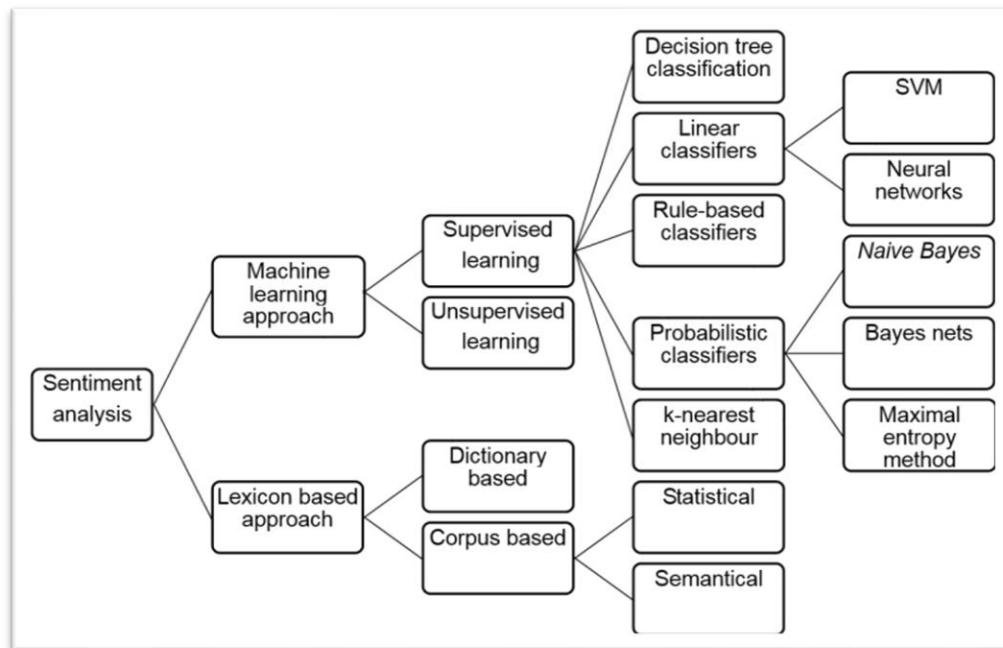 Decision tree
classification
SVM
Linear
classifiers
Neural
networks
Rule-based
classifiers
Supervised
learning
Naive Bayes
Machine
learning
approach
Unsupervised
learning
Probabilistic
classifiers
Bayes nets
Sentiment
analysis
k-nearest
neighbour
Maximal
entropy
method
Dictionary
based
Lexicon based
approach
Statistical
Corpus based
Semantical